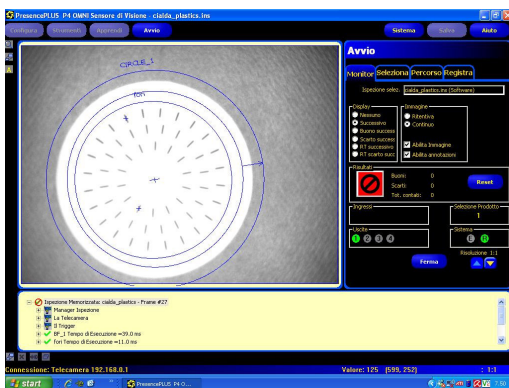 PresencePLUS P4 OMNI Sensore di Visione - cialda_plastics.ins
Configura Strumenti Apprendi Avvio Sistema Salva Aiuto
CIRCLE_1
fori
Avvio
Monitor Seleziona Percorso Registra
Ispezione selez. cialda_plastics.ins (Software)
Display
Nessuno
Successivo
Buono success
Scarto success
RT successivo
RT scarto succ
Immagine
Ritentiva
Continuo
Abilita Immagine
Abilita annotazioni
Risultati
Buoni: 0
Scarti: 0
Tot. contati: 0
Reset
Ingressi
Selezione Prodotto
1
Uscite
1 2 3 4
Sistema
E R
Ferma
Risoluzione 1:1
Ispezione Memorizzata: cialda_plastics - Frame #27
Manager Ispezione
La Telecamera
Il Trigger
BF_1 Tempo di Esecuzione =39.0 ms
fori Tempo di Esecuzione =11.0 ms
Connessione: Telecamera 192.168.0.1 Valore: 125 (599, 252) : 1:1
start PresencePLUS P4 O... 7.50